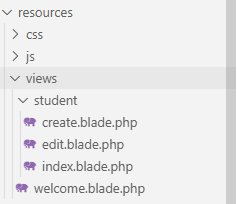 resources
css
js
views
student
create.blade.php
edit.blade.php
index.blade.php
welcome.blade.php